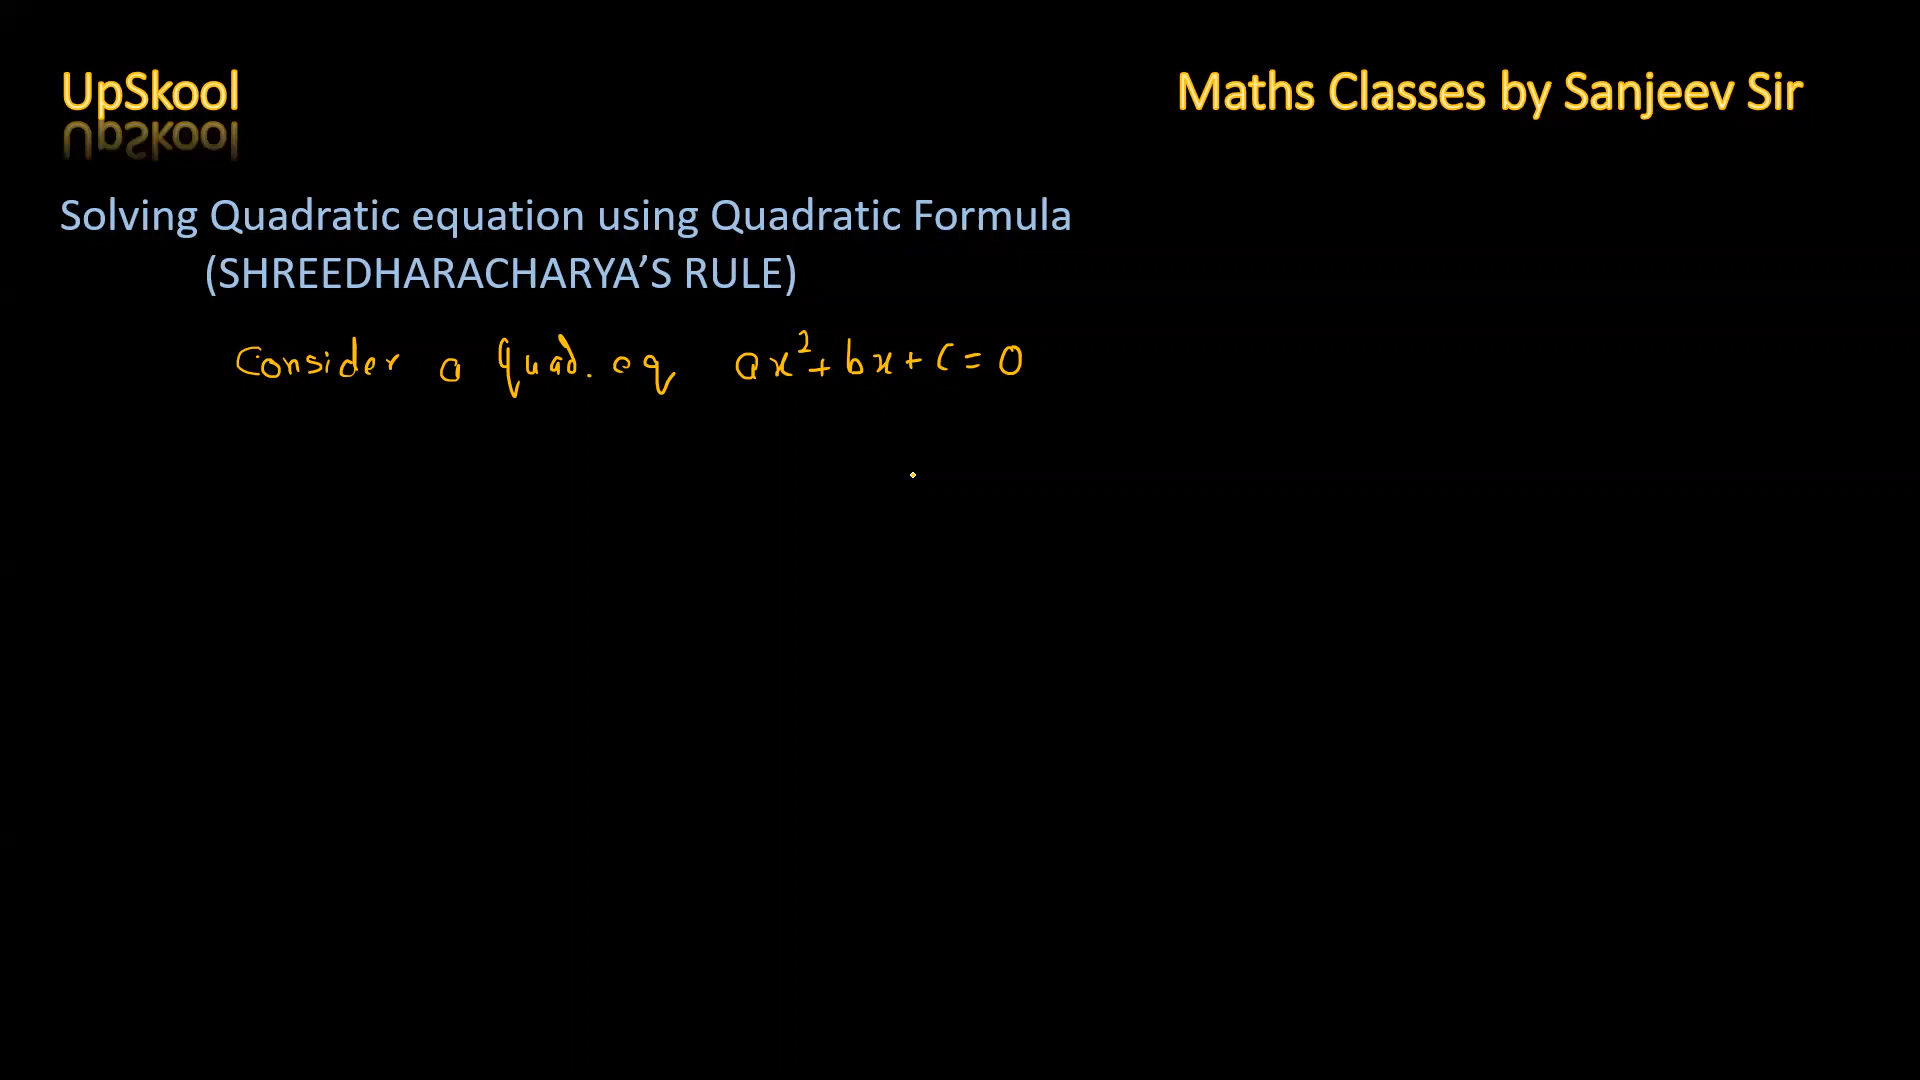 UpSkool
Maths Classes by Sanjeev Sir
Solving Quadratic equation using Quadratic Formula
(SHREEDHARACHARYA’S RULE)
Consider a Quad. eq ax²+bx+c=0